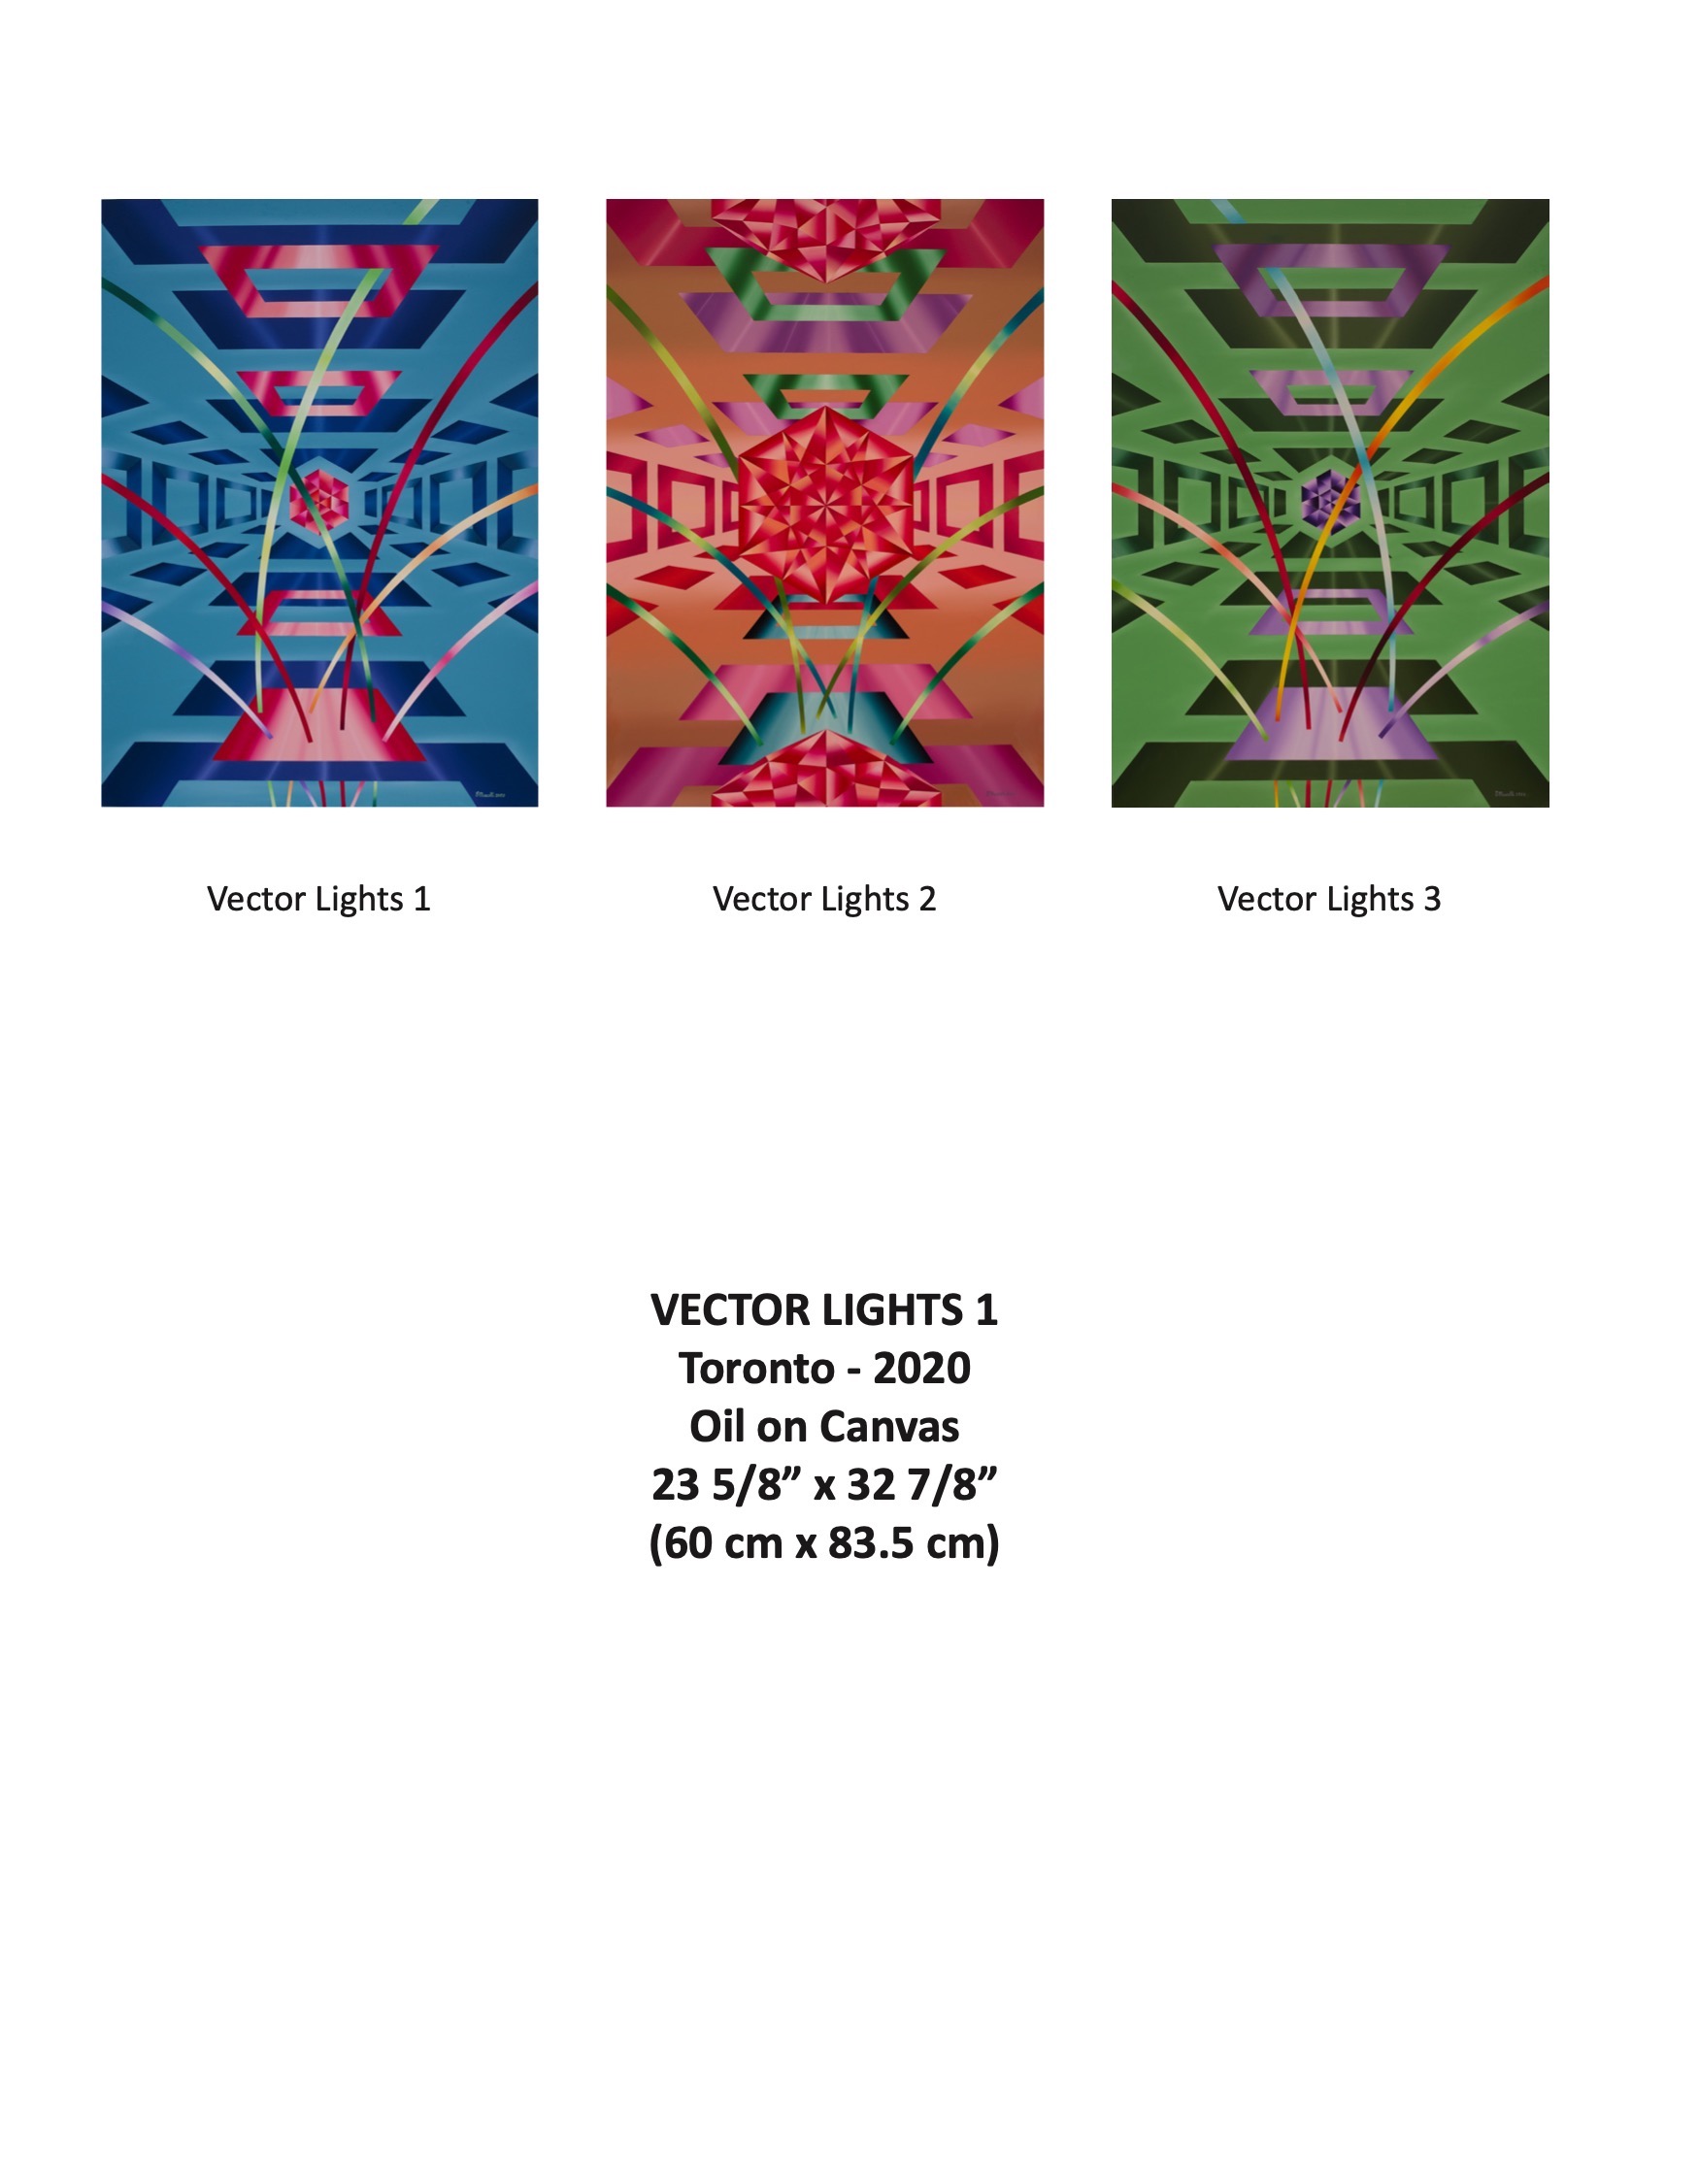 Vector Lights 1
Vector Lights 2
Vector Lights 3
VECTOR LIGHTS 1
Toronto - 2020
Oil on Canvas
23 5/8” x 32 7/8”
(60 cm x 83.5 cm)